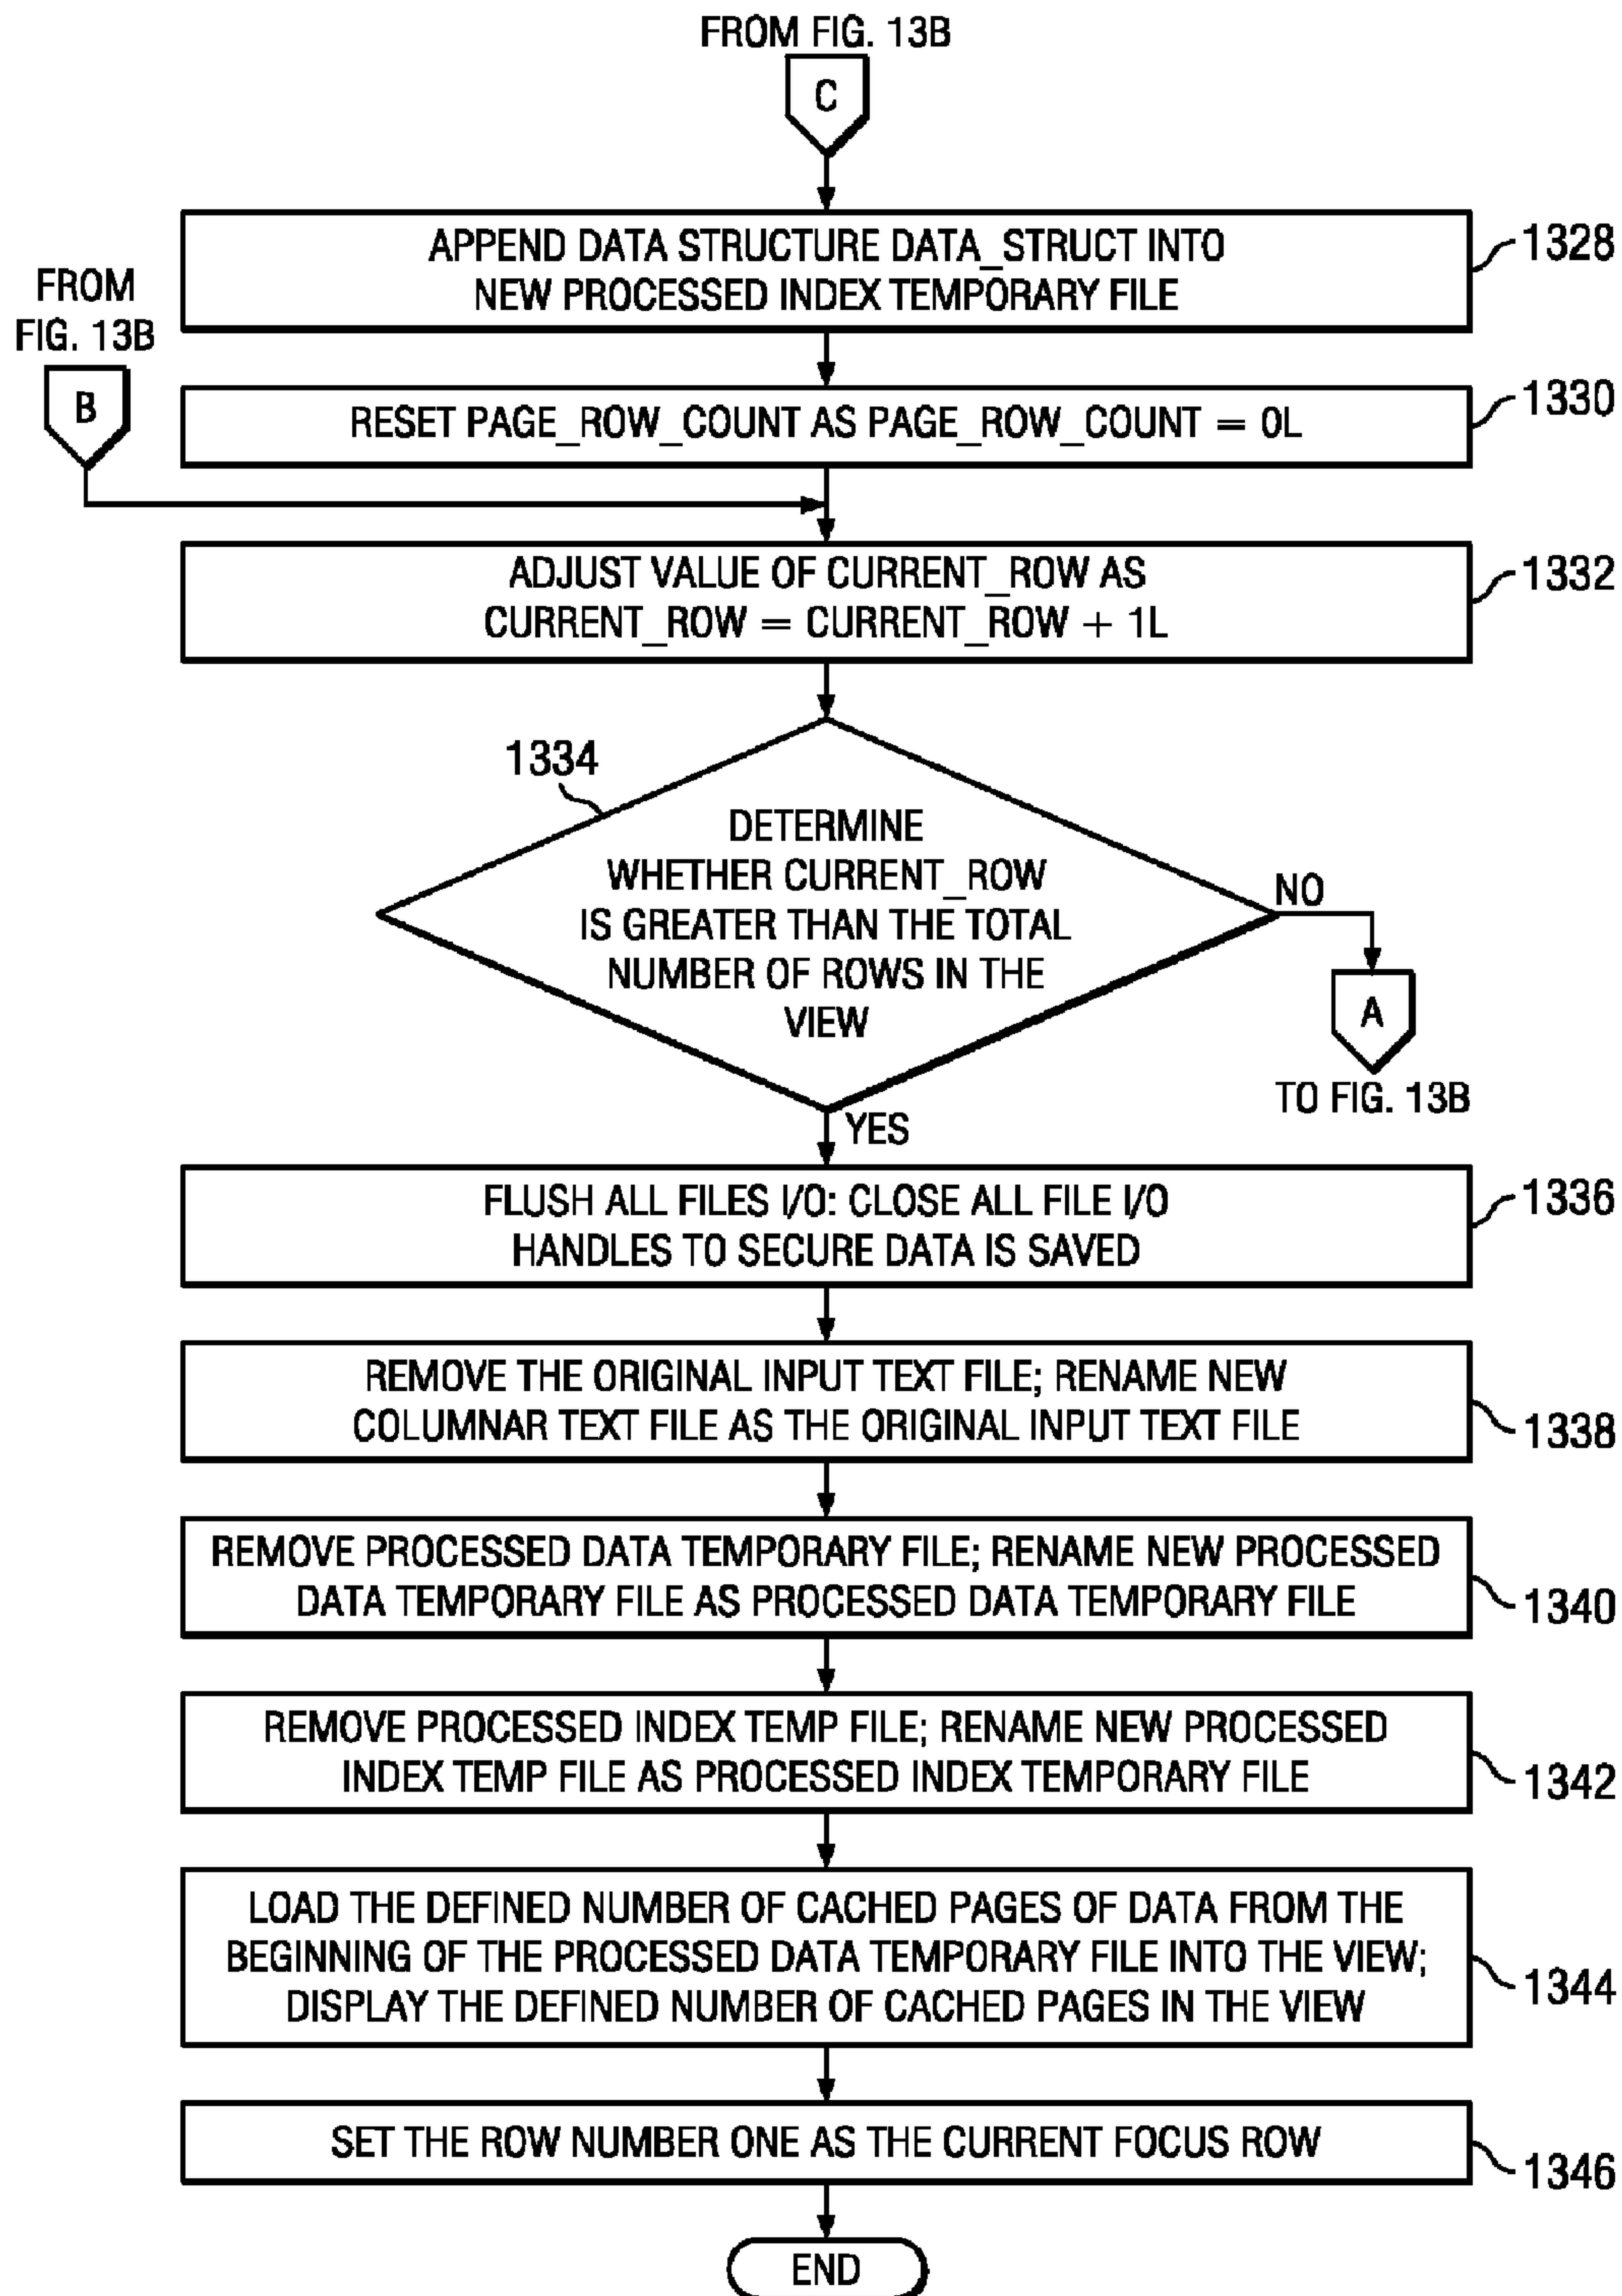 FROM FIG. 13B
C
APPEND DATA STRUCTURE DATA_STRUCT INTO
NEW PROCESSED INDEX TEMPORARY FILE
1328
FROM
FIG. 13B
B
RESET PAGE_ROW_COUNT AS PAGE_ROW_COUNT = 0L
1330
ADJUST VALUE OF CURRENT_ROW AS
CURRENT_ROW = CURRENT_ROW + 1L
1332
1334
DETERMINE
WHETHER CURRENT_ROW
IS GREATER THAN THE TOTAL
NUMBER OF ROWS IN THE
VIEW
NO
A
TO FIG. 13B
YES
FLUSH ALL FILES I/O: CLOSE ALL FILE I/O
HANDLES TO SECURE DATA IS SAVED
1336
REMOVE THE ORIGINAL INPUT TEXT FILE; RENAME NEW
COLUMNAR TEXT FILE AS THE ORIGINAL INPUT TEXT FILE
1338
REMOVE PROCESSED DATA TEMPORARY FILE; RENAME NEW PROCESSED
DATA TEMPORARY FILE AS PROCESSED DATA TEMPORARY FILE
1340
REMOVE PROCESSED INDEX TEMP FILE; RENAME NEW PROCESSED
INDEX TEMP FILE AS PROCESSED INDEX TEMPORARY FILE
1342
LOAD THE DEFINED NUMBER OF CACHED PAGES OF DATA FROM THE
BEGINNING OF THE PROCESSED DATA TEMPORARY FILE INTO THE VIEW;
DISPLAY THE DEFINED NUMBER OF CACHED PAGES IN THE VIEW
1344
SET THE ROW NUMBER ONE AS THE CURRENT FOCUS ROW
1346
END